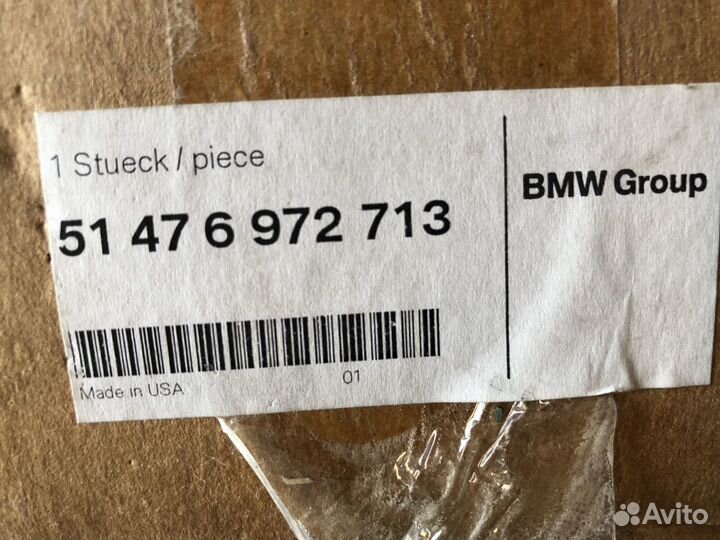 1 Stueck / piece
51 47 6 972 713
BMW Group
Made in USA
01
Avito